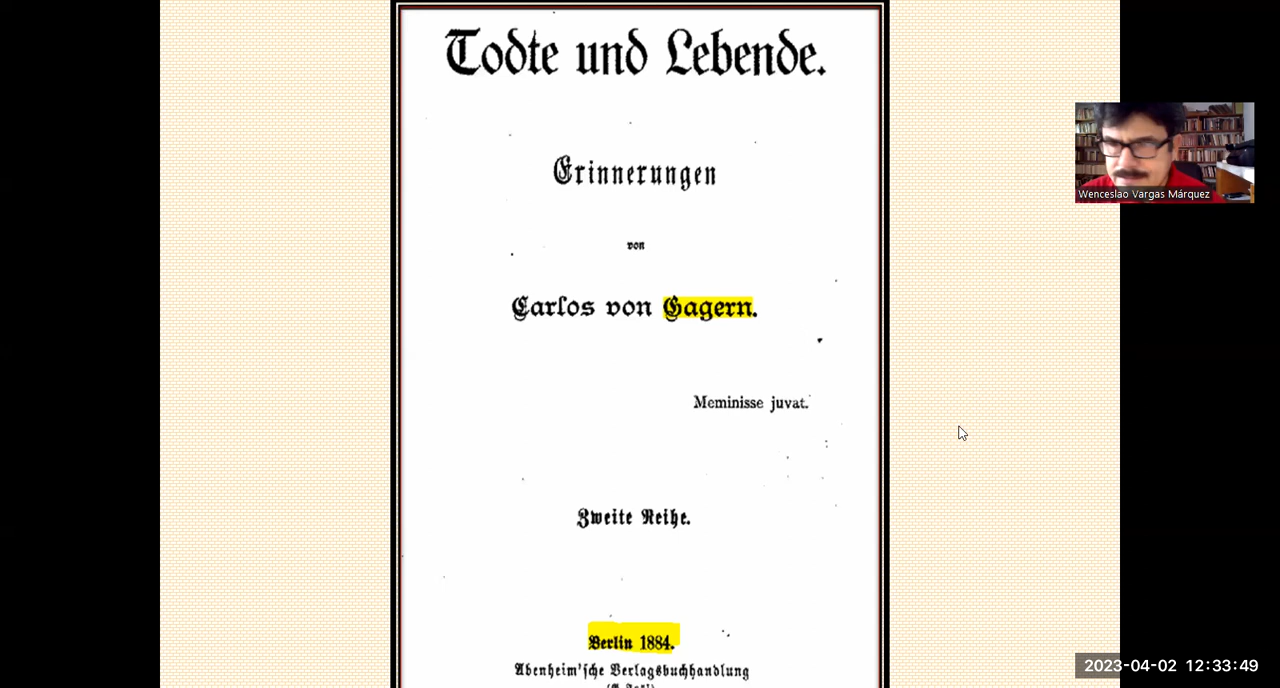 Todte und Lebende.
Erinnerungen
von
Carlos von Gagern.
Meminisse juvat.
Zweite Reihe.
Berlin 1884.
Abenheim'sche Verlagsbuchhandlung
Wenceslao Vargas Márquez
2023-04-02 12:33:49